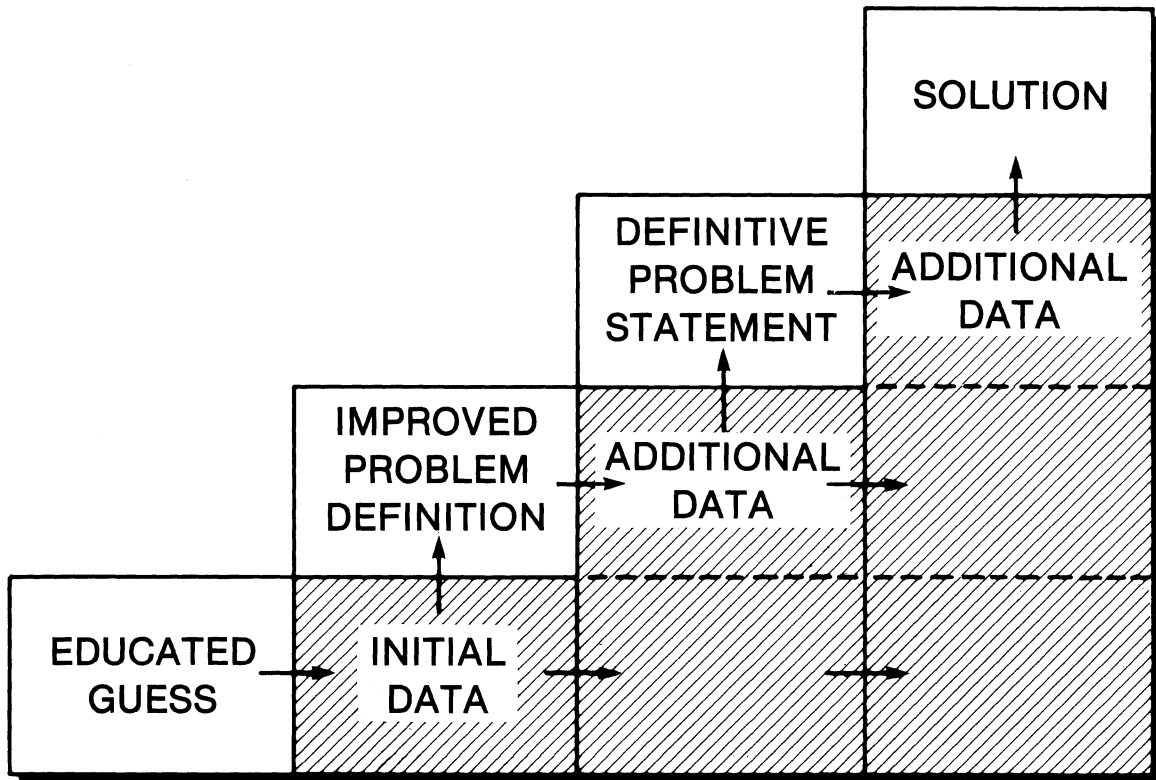 SOLUTION
DEFINITIVE
PROBLEM
STATEMENT
ADDITIONAL
DATA
IMPROVED
PROBLEM
DEFINITION
ADDITIONAL
DATA
EDUCATED
GUESS
INITIAL
DATA